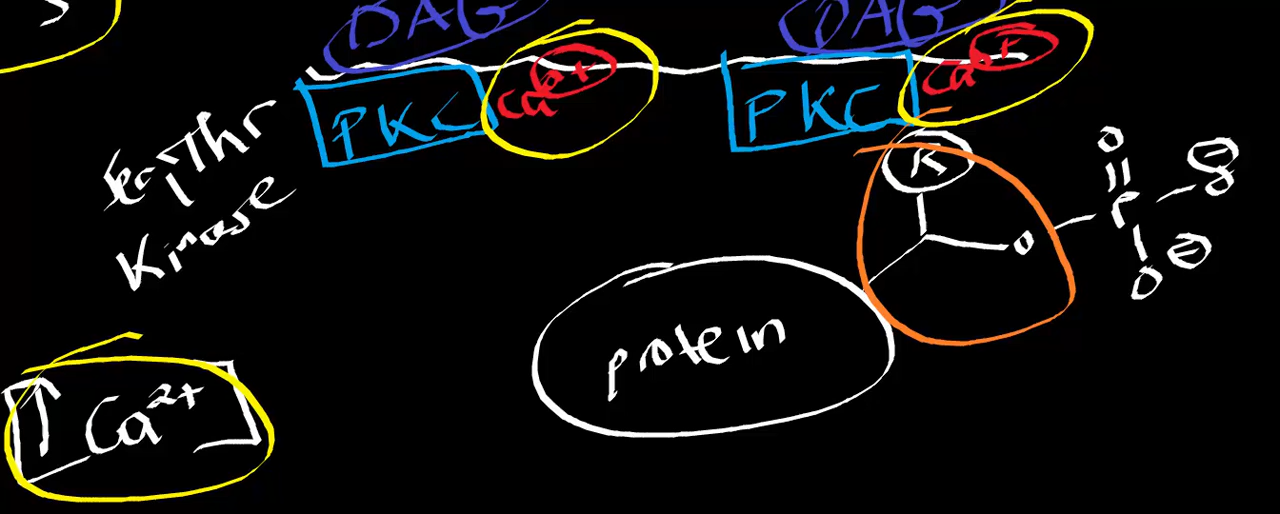 DAG DAG
PKC Ca2+ PKC Ca2+
Ser/Thr
Kinase
R
O
O P O
O
protein
↑ Ca2+